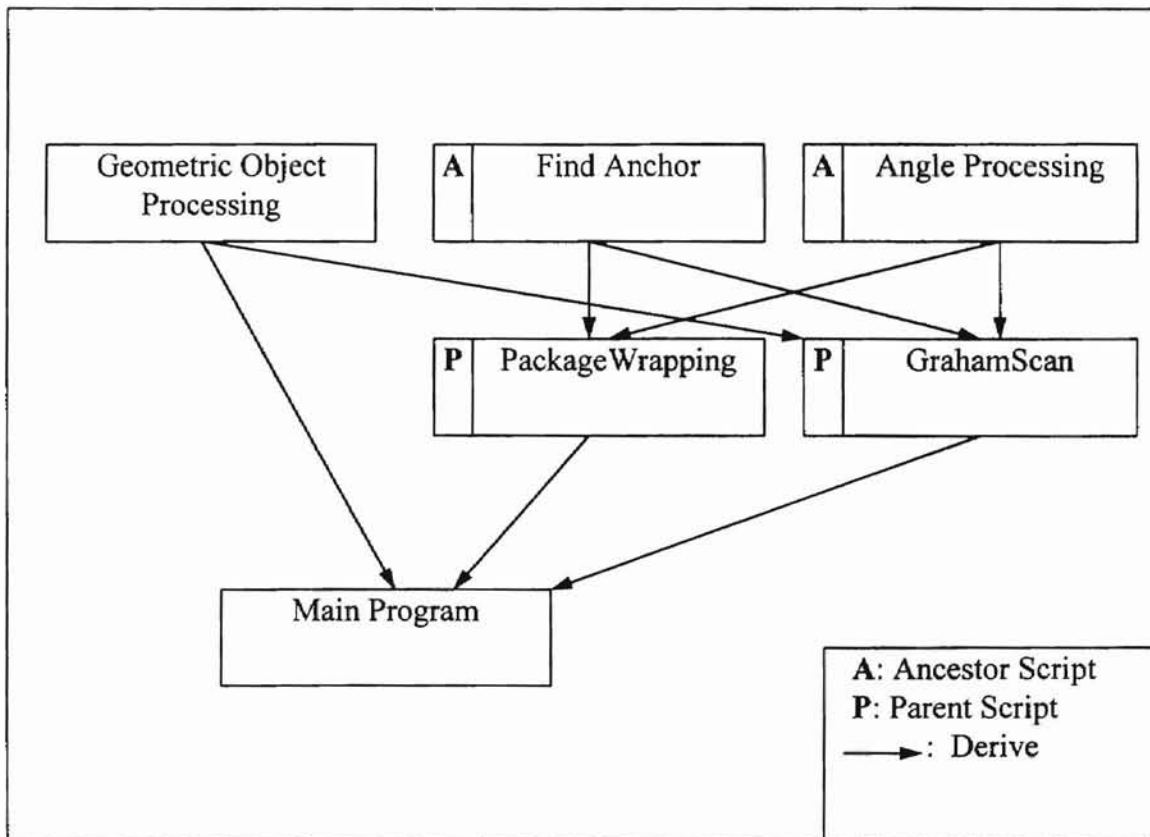 Geometric Object
Processing
A
Find Anchor
A
Angle Processing
P
PackageWrapping
P
GrahamScan
Main Program
A: Ancestor Script
P: Parent Script
: Derive